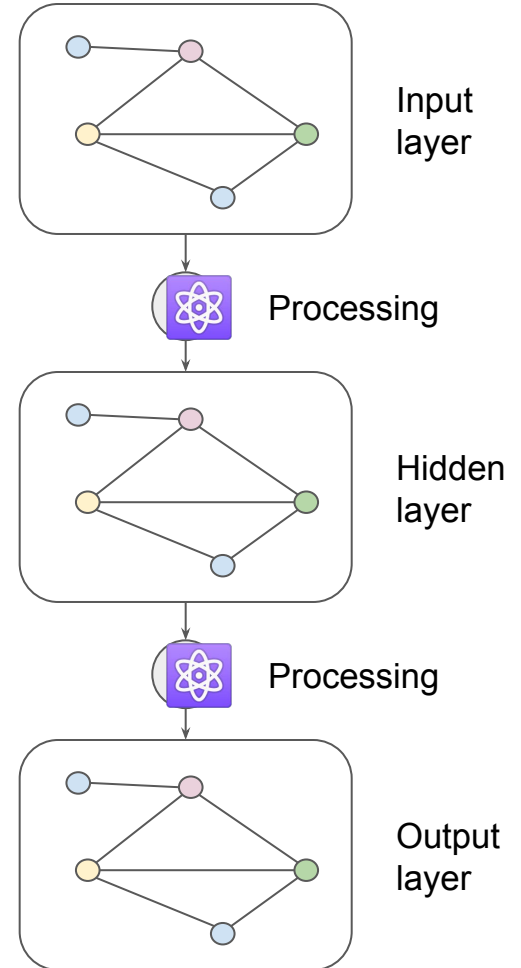 Input
layer
Processing
Hidden
layer
Processing
Output
layer